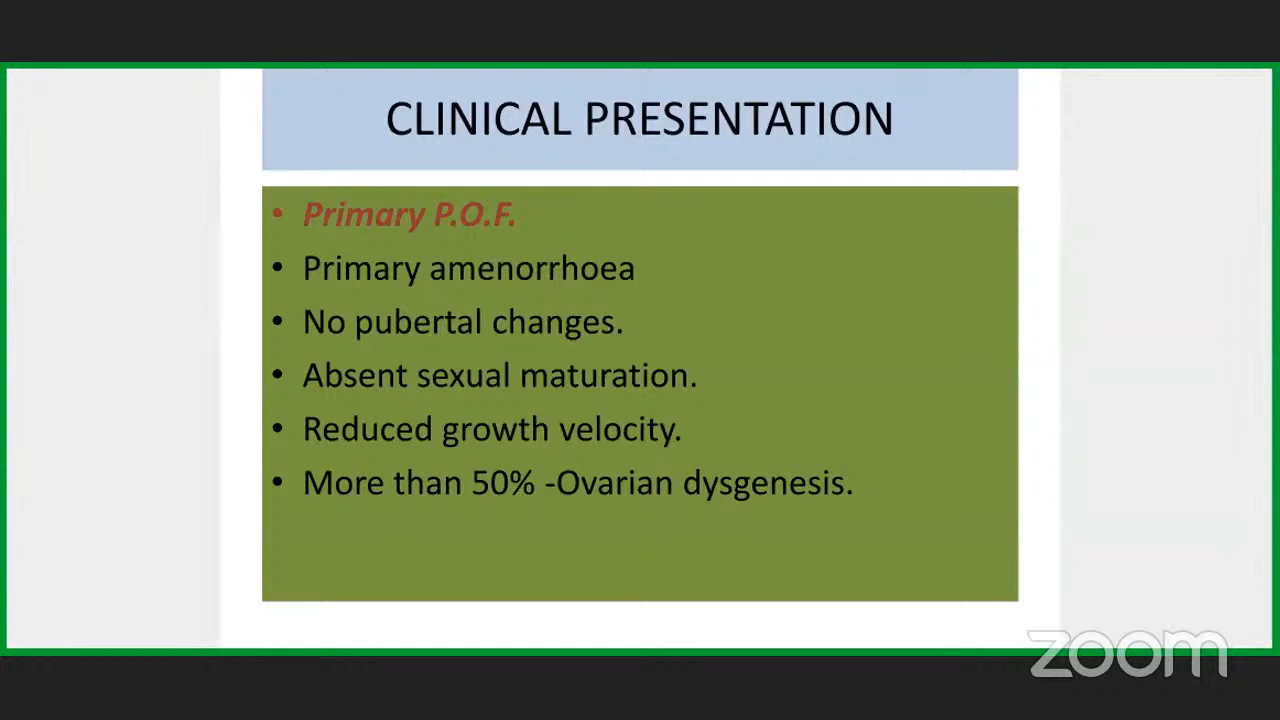 CLINICAL PRESENTATION
• Primary P.O.F.
• Primary amenorrhoea
• No pubertal changes.
• Absent sexual maturation.
• Reduced growth velocity.
• More than 50% -Ovarian dysgenesis.
zoom